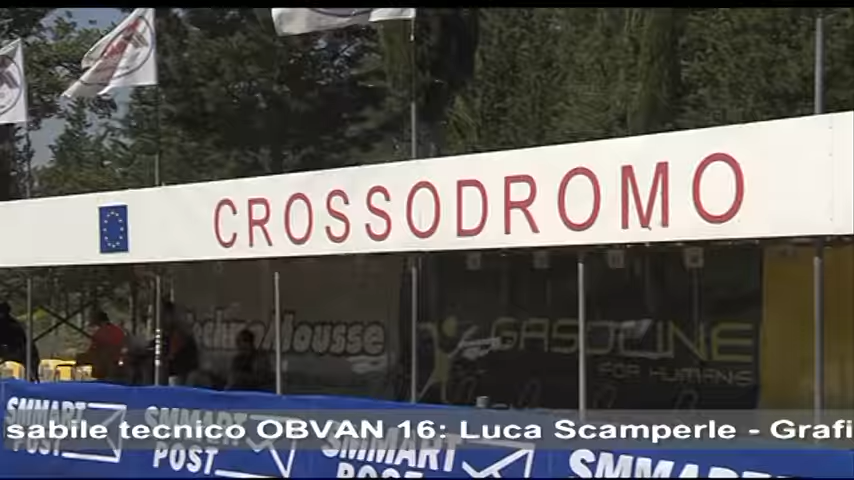 CROSSODROMO
Technomousse
GASOLINE
FOR HUMANS
SMMART
POST
SMMART
POST
SMMART
POST
SMMART
sabile tecnico OBVAN 16: Luca Scamperle - Grafi